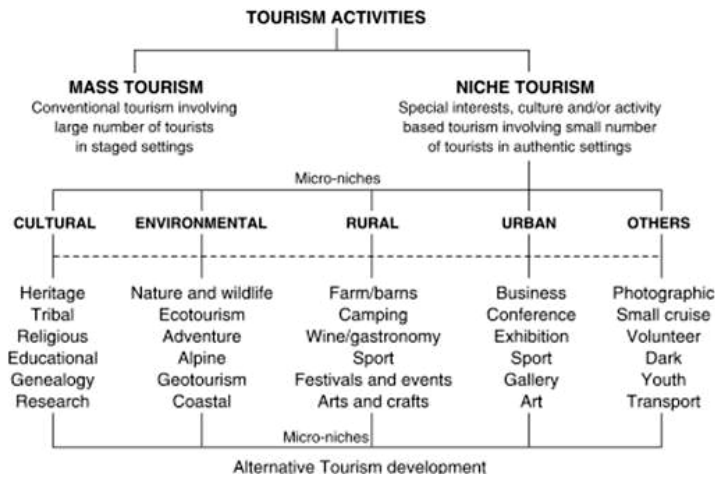 TOURISM ACTIVITIES
MASS TOURISM
Conventional tourism involving
large number of tourists
in staged settings
NICHE TOURISM
Special interests, culture and/or activity
based tourism involving small number
of tourists in authentic settings
Micro-niches
CULTURAL
Heritage
Tribal
Religious
Educational
Genealogy
Research
ENVIRONMENTAL
Nature and wildlife
Ecotourism
Adventure
Alpine
Geotourism
Coastal
RURAL
Farm/barns
Camping
Wine/gastronomy
Sport
Festivals and events
Arts and crafts
URBAN
Business
Conference
Exhibition
Sport
Gallery
Art
OTHERS
Photographic
Small cruise
Volunteer
Dark
Youth
Transport
Micro-niches
Alternative Tourism development